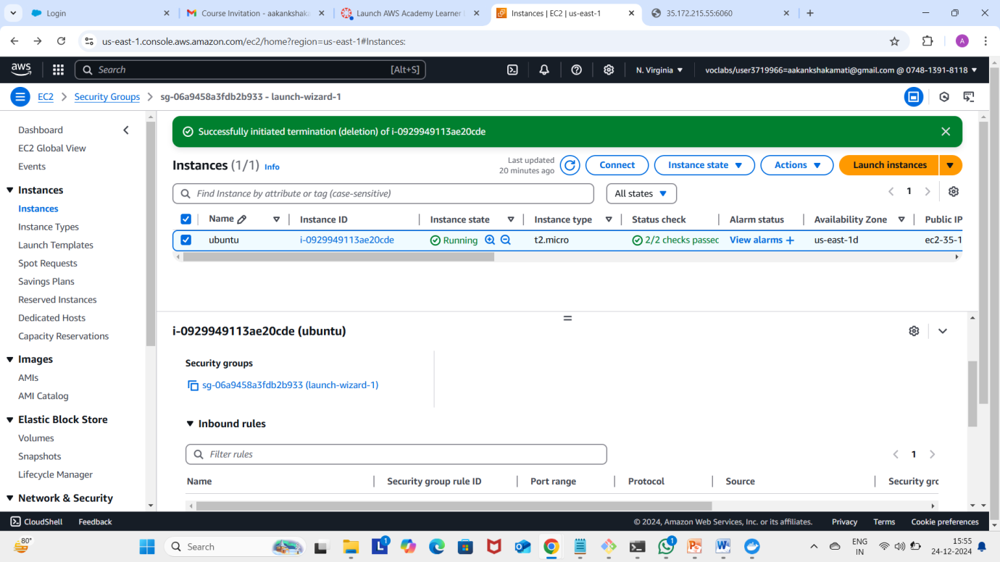 Login
Course Invitation - aakankshaka
Launch AWS Academy Learner
Instances | EC2 | us-east-1
35.172.215.55:6060
us-east-1.console.aws.amazon.com/ec2/home?region=us-east-1#Instances:
A
aws
Search
[Alt+S]
N. Virginia
voclabs/user3719966=aakankshakamati@gmail.com @ 0748-1391-8118
EC2
Security Groups
sg-06a9458a3fdb2b933 - launch-wizard-1
Dashboard
EC2 Global View
Events
Instances
Instances
Instance Types
Launch Templates
Spot Requests
Savings Plans
Reserved Instances
Dedicated Hosts
Capacity Reservations
Images
AMIs
AMI Catalog
Elastic Block Store
Volumes
Snapshots
Lifecycle Manager
Network & Security
Successfully initiated termination (deletion) of i-0929949113ae20cde
Instances (1/1) Info
Last updated
20 minutes ago
Connect
Instance state
Actions
Launch instances
Find Instance by attribute or tag (case-sensitive)
All states
1
Name Instance ID Instance state Instance type Status check Alarm status Availability Zone Public IP
ubuntu i-0929949113ae20cde Running t2.micro 2/2 checks passec View alarms + us-east-1d ec2-35-1
i-0929949113ae20cde (ubuntu)
Security groups
sg-06a9458a3fdb2b933 (launch-wizard-1)
Inbound rules
Filter rules
1
Name Security group rule ID Port range Protocol Source Security grc
CloudShell Feedback © 2024, Amazon Web Services, Inc. or its affiliates. Privacy Terms Cookie preferences
80°
Search
L
1
1
ENG
IN
15:55
24-12-2024